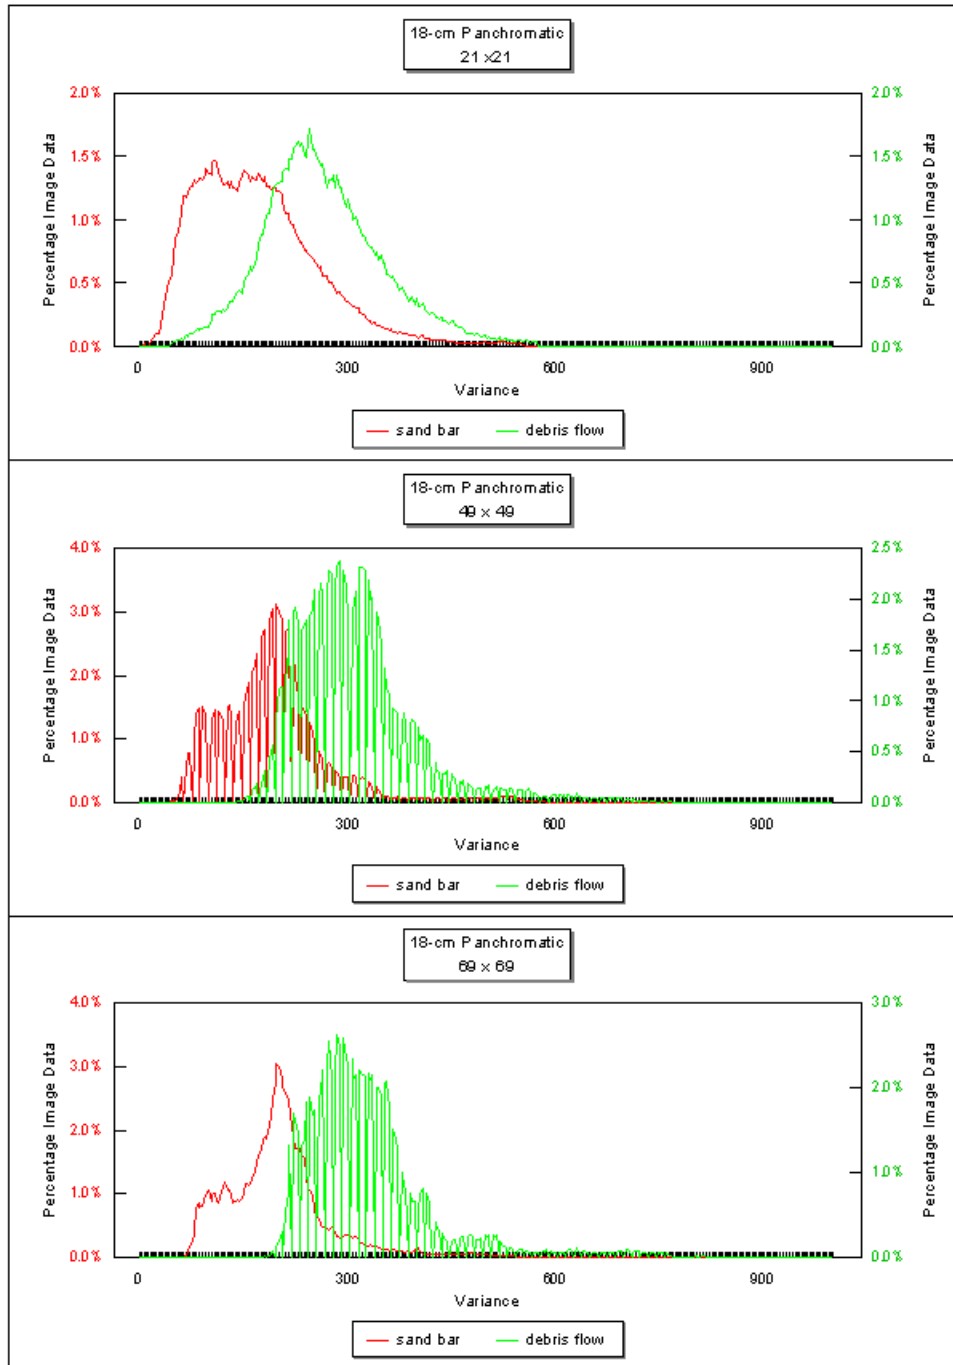 18-cm Panchromatic
21 x21
2.0%
2.0%
1.5%
1.5%
1.0%
1.0%
0.5%
0.5%
0.0%
0.0%
Percentage Image Data
Percentage Image Data
0 300 600 900
Variance
sand bar debris flow
18-cm Panchromatic
49 x 49
4.0%
2.5%
3.0%
2.0%
2.0%
1.5%
1.0%
1.0%
0.5%
0.0%
0.0%
Percentage Image Data
Percentage Image Data
0 300 600 900
Variance
sand bar debris flow
18-cm Panchromatic
69 x 69
4.0%
3.0%
3.0%
2.0%
2.0%
1.0%
1.0%
0.0%
0.0%
Percentage Image Data
Percentage Image Data
0 300 600 900
Variance
sand bar debris flow